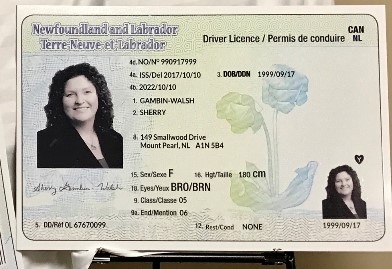 Newfoundland and Labrador
Terre Neuve et Labrador
Driver Licence / Permis de conduire
CAN
NL
4d. NO/N° 990917999
4a. ISS/Del 2017/10/10
3. DOB/DDN 1999/09/17
4b. 2022/10/10
1. GAMBIN-WALSH
2. SHERRY
8. 149 Smallwood Drive
Mount Pearl, NL A1N 5B4
15. Sex/Sexe F
16. Hgt/Taille 180 cm
18. Eyes/Yeux BRO/BRN
9. Class/Classe 05
9a. End/Mention 06
Sherry Gambin-Walsh
5. DD/Réf OL 67670099
12. Rest/Cond NONE
1999/09/17